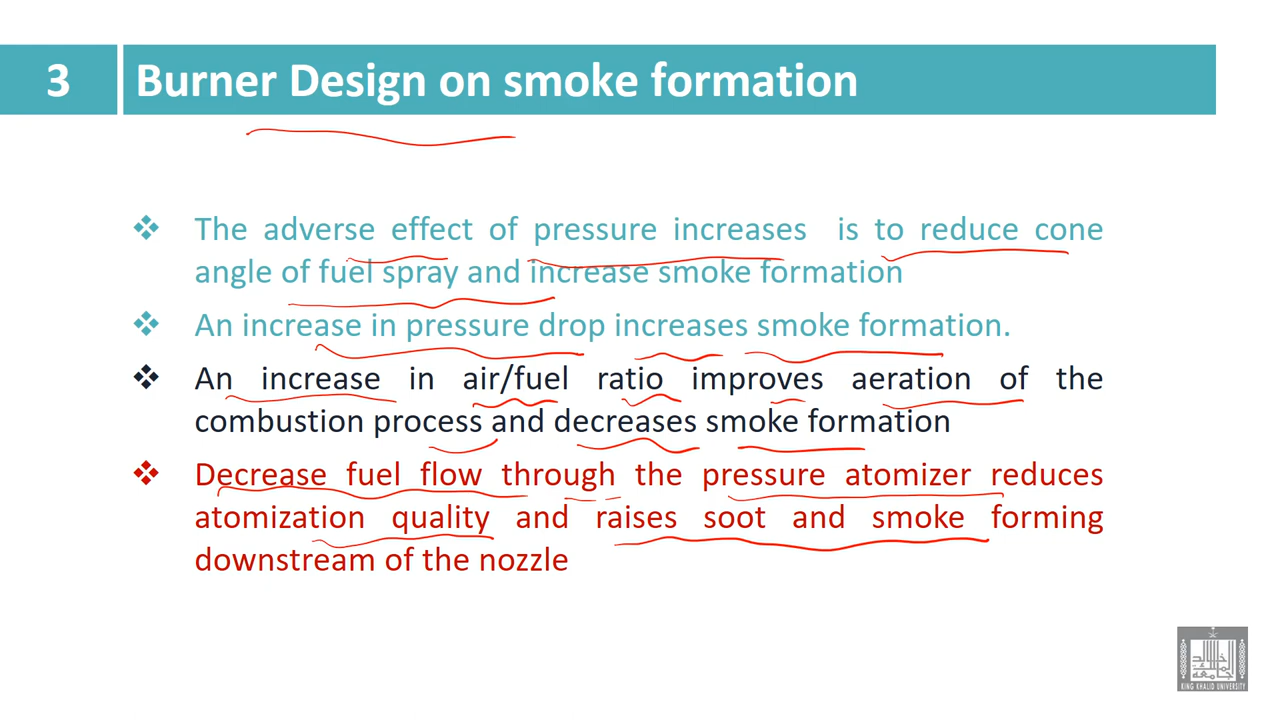 3
Burner Design on smoke formation
❖ The adverse effect of pressure increases is to reduce cone
angle of fuel spray and increase smoke formation
❖ An increase in pressure drop increases smoke formation.
❖ An increase in air/fuel ratio improves aeration of the
combustion process and decreases smoke formation
❖ Decrease fuel flow through the pressure atomizer reduces
atomization quality and raises soot and smoke forming
downstream of the nozzle
KING KHALID UNIVERSITY